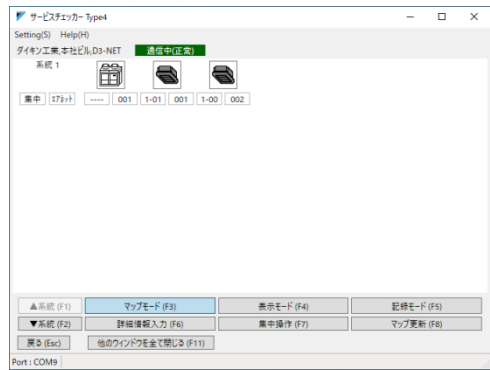 サービスチェッカー Type4
Setting(S) Help(H)
ダイキン工業,本社ビル,D3-NET 通信中(正常)
系統 1
集中 エアネット ---- 001 1-01 001 1-00 002
▲系統 (F1) マップモード (F3) 表示モード (F4) 記録モード (F5)
▼系統 (F2) 詳細情報入力 (F6) 集中操作 (F7) マップ更新 (F8)
戻る (Esc) 他のウィンドウを全て閉じる (F11)
Port : COM9